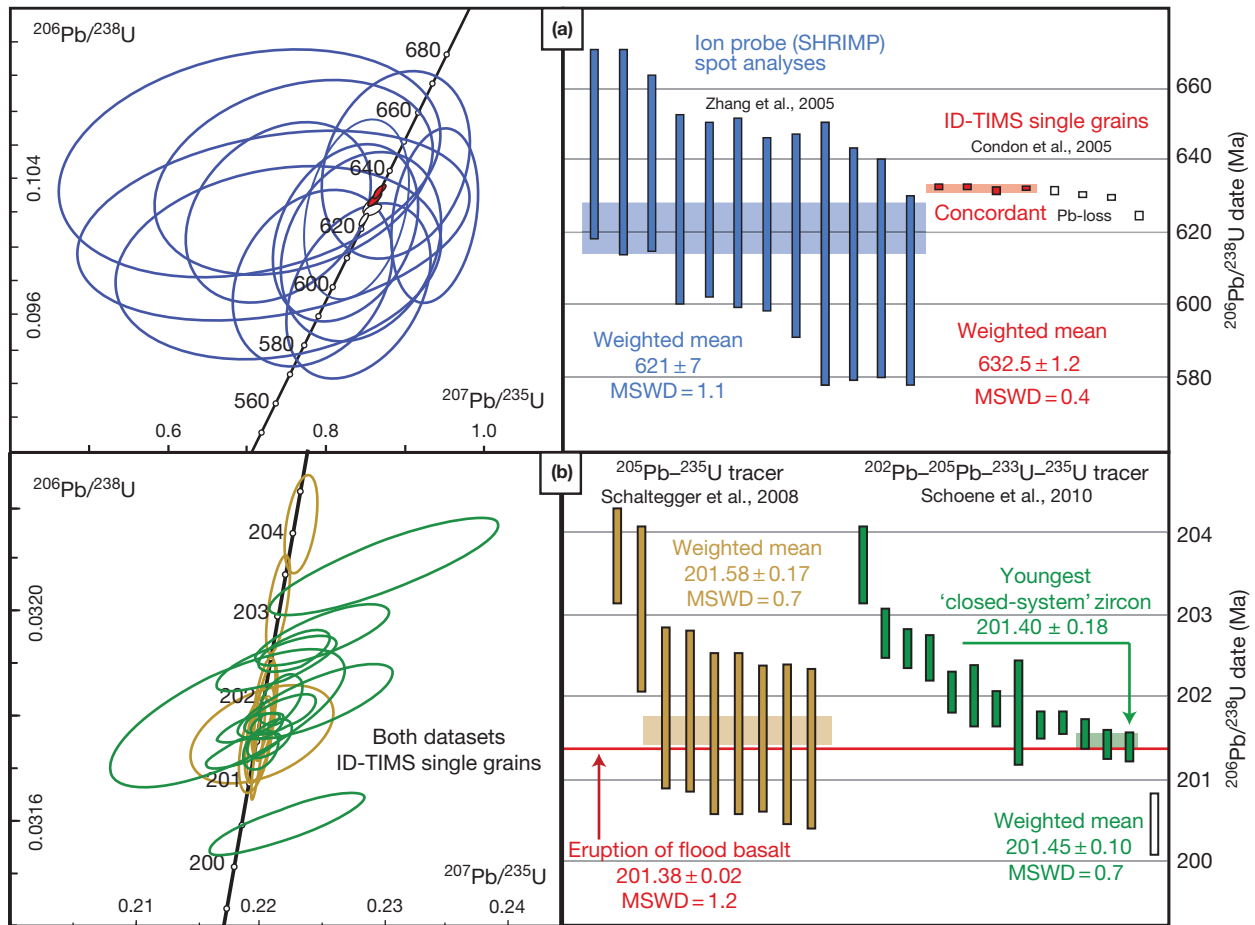 (a)
²⁰⁶Pb/²³⁸U
680
660
640
620
600
580
560
0.104
0.096
²⁰⁷Pb/²³⁵U
0.6
0.8
1.0
Ion probe (SHRIMP)
spot analyses
Zhang et al., 2005
ID-TIMS single grains
Condon et al., 2005
Concordant
Pb-loss
Weighted mean
621 ± 7
MSWD = 1.1
Weighted mean
632.5 ± 1.2
MSWD = 0.4
660
640
620
600
580
²⁰⁶Pb/²³⁸U date (Ma)
(b)
²⁰⁶Pb/²³⁸U
204
203
202
201
200
0.0320
0.0316
Both datasets
ID-TIMS single grains
²⁰⁷Pb/²³⁵U
0.21
0.22
0.23
0.24
²⁰⁵Pb–²³⁵U tracer
Schaltegger et al., 2008
²⁰²Pb–²⁰⁵Pb–²³³U–²³⁵U tracer
Schoene et al., 2010
Weighted mean
201.58 ± 0.17
MSWD = 0.7
Youngest
‘closed-system’ zircon
201.40 ± 0.18
Eruption of flood basalt
201.38 ± 0.02
MSWD = 1.2
Weighted mean
201.45 ± 0.10
MSWD = 0.7
204
203
202
201
200
²⁰⁶Pb/²³⁸U date (Ma)